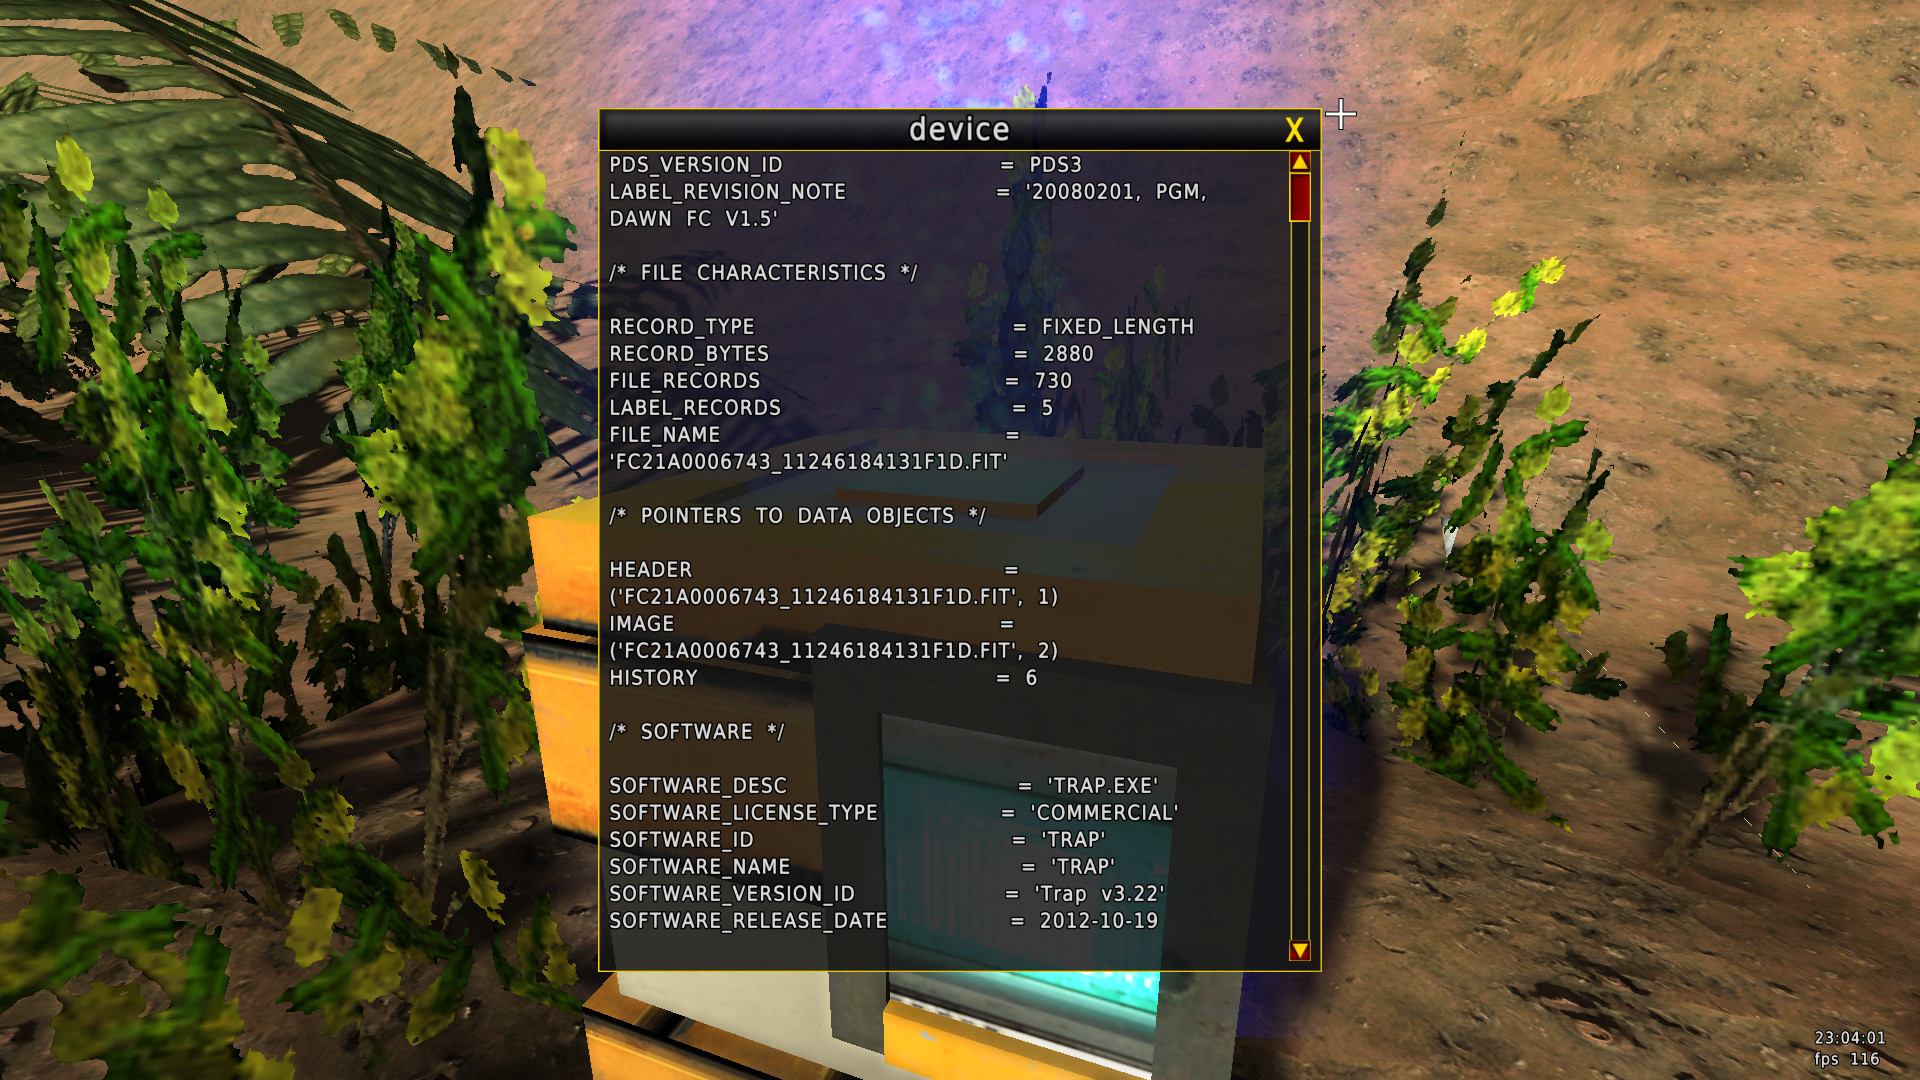 device
X
PDS_VERSION_ID = PDS3
LABEL_REVISION_NOTE = '20080201, PGM,
DAWN FC V1.5'
/* FILE CHARACTERISTICS */
RECORD_TYPE = FIXED_LENGTH
RECORD_BYTES = 2880
FILE_RECORDS = 730
LABEL_RECORDS = 5
FILE_NAME =
'FC21A0006743_11246184131F1D.FIT'
/* POINTERS TO DATA OBJECTS */
HEADER =
('FC21A0006743_11246184131F1D.FIT', 1)
IMAGE =
('FC21A0006743_11246184131F1D.FIT', 2)
HISTORY = 6
/* SOFTWARE */
SOFTWARE_DESC = 'TRAP.EXE'
SOFTWARE_LICENSE_TYPE = 'COMMERCIAL'
SOFTWARE_ID = 'TRAP'
SOFTWARE_NAME = 'TRAP'
SOFTWARE_VERSION_ID = 'Trap v3.22'
SOFTWARE_RELEASE_DATE = 2012-10-19
23:04:01
fps 116